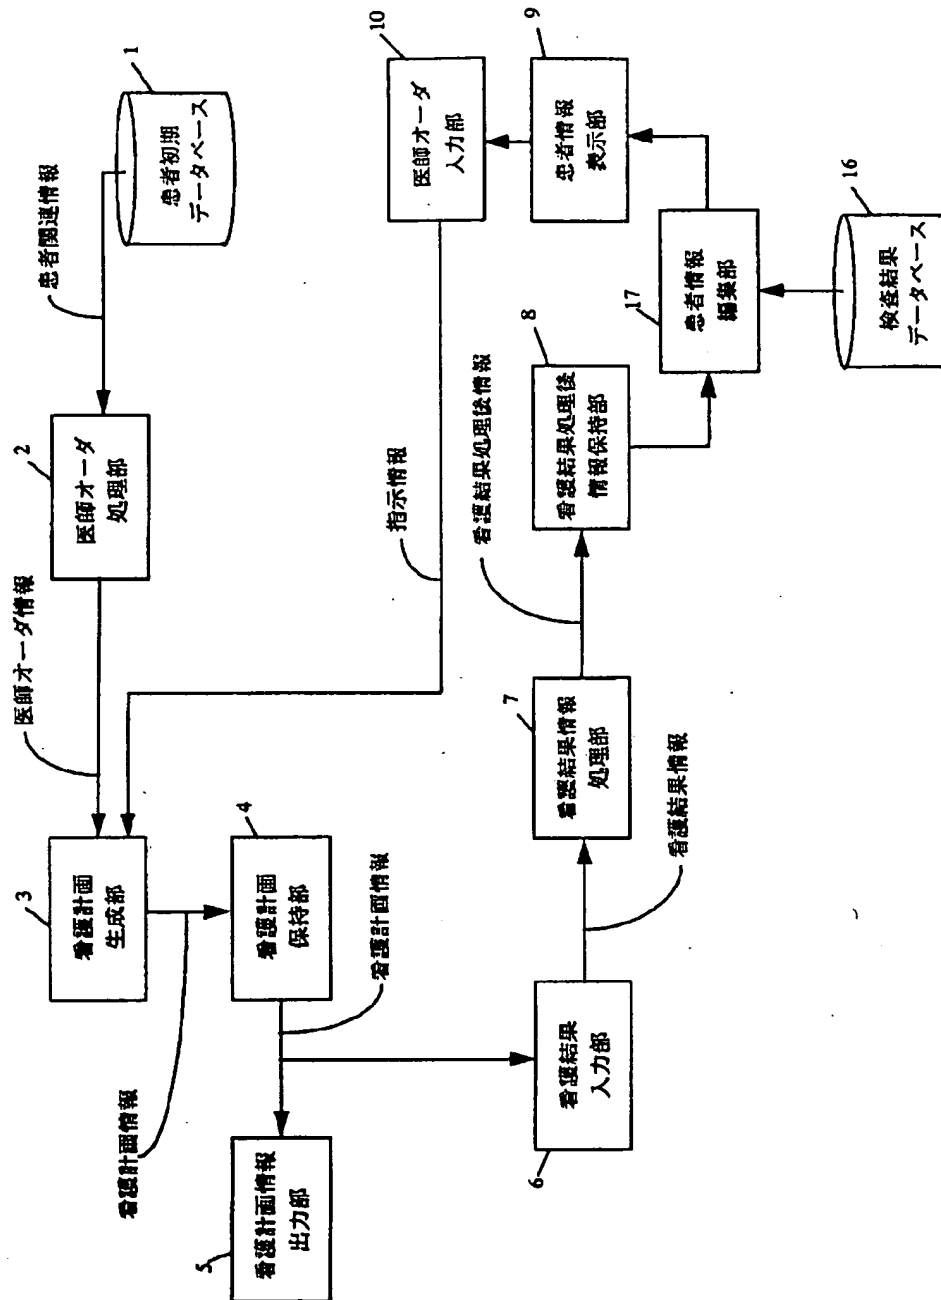 1
患者初期
データベース
患者関連情報
2
医師オーダ
処理部
医師オーダ情報
3
看護計画
生成部
看護計画情報
4
看護計画
保持部
看護計画情報
5
看護計画情報
出力部
6
看護結果
入力部
看護結果情報
7
看護結果情報
処理部
看護結果処理後情報
8
看護結果処理後
情報保持部
17
患者情報
編集部
16
検査結果
データベース
9
患者情報
表示部
10
医師オーダ
入力部
指示情報